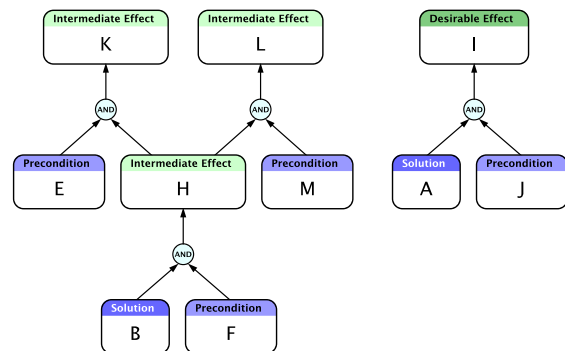 Intermediate Effect
K
Intermediate Effect
L
Desirable Effect
I
AND
AND
AND
Precondition
E
Intermediate Effect
H
Precondition
M
Solution
A
Precondition
J
AND
Solution
B
Precondition
F